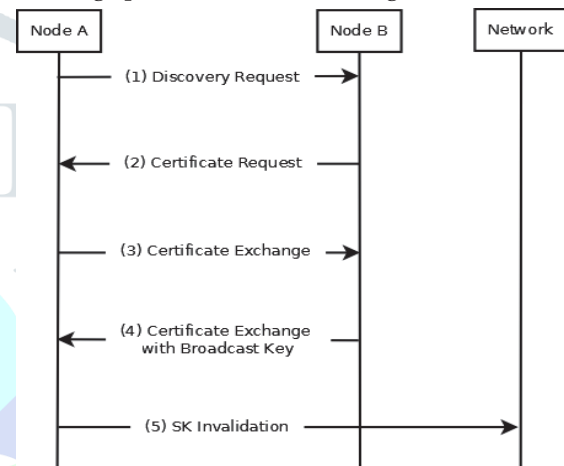 Node A
Node B
Network
(1) Discovery Request
(2) Certificate Request
(3) Certificate Exchange
(4) Certificate Exchange
with Broadcast Key
(5) SK Invalidation